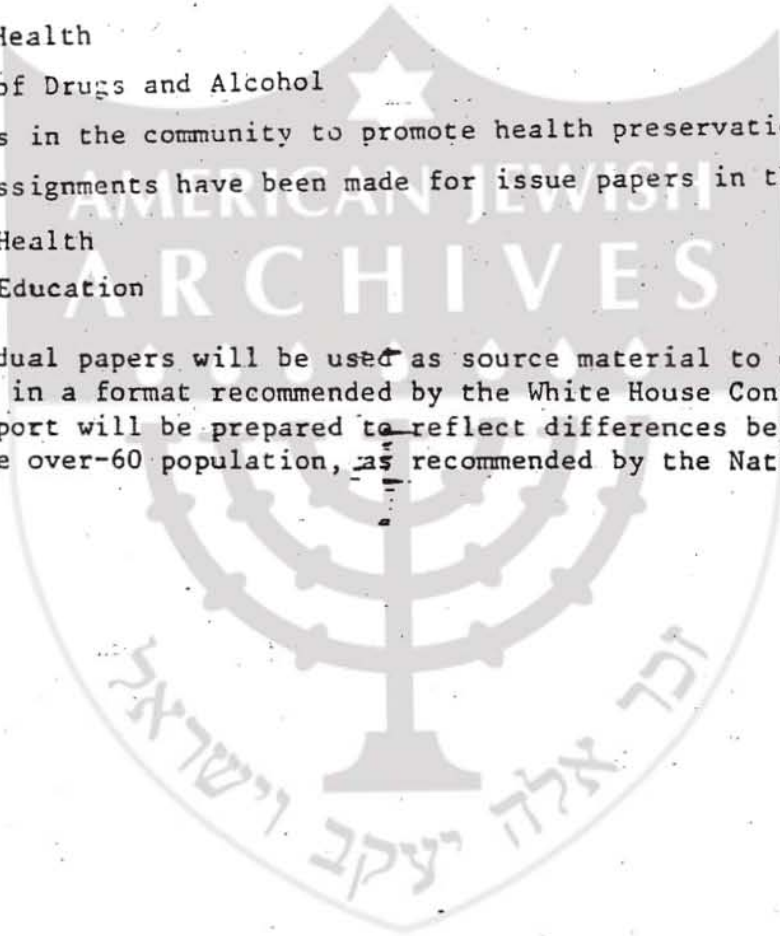 Health
of Drugs and Alcohol
s in the community to promote health preservati
ssignments have been made for issue papers in t
AMERICAN JEWISH
Health
ARCHIVES
Education
dual papers will be used as source material to
in a format recommended by the White House Con
port will be prepared to reflect differences be
e over-60 population, as recommended by the Nat
זכר אלה יעקב וישראל